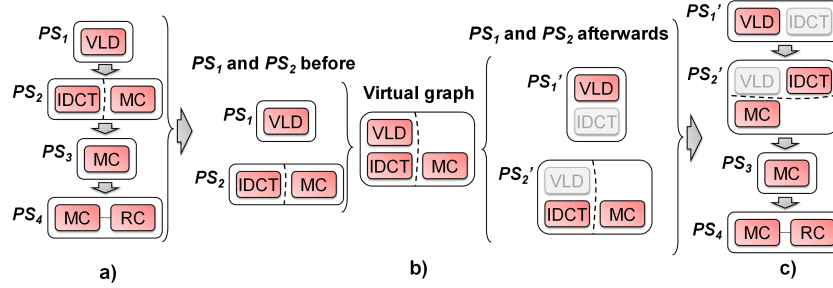 PS1
VLD
PS2
IDCT MC
PS3
MC
PS4
MC RC
a)
PS1 and PS2 before
PS1
VLD
PS2
IDCT MC
Virtual graph
VLD
IDCT MC
b)
PS1 and PS2 afterwards
PS1’
VLD
IDCT
PS2’
VLD
IDCT MC
PS1’
VLD IDCT
PS2’
VLD IDCT
MC
PS3
MC
PS4
MC RC
c)